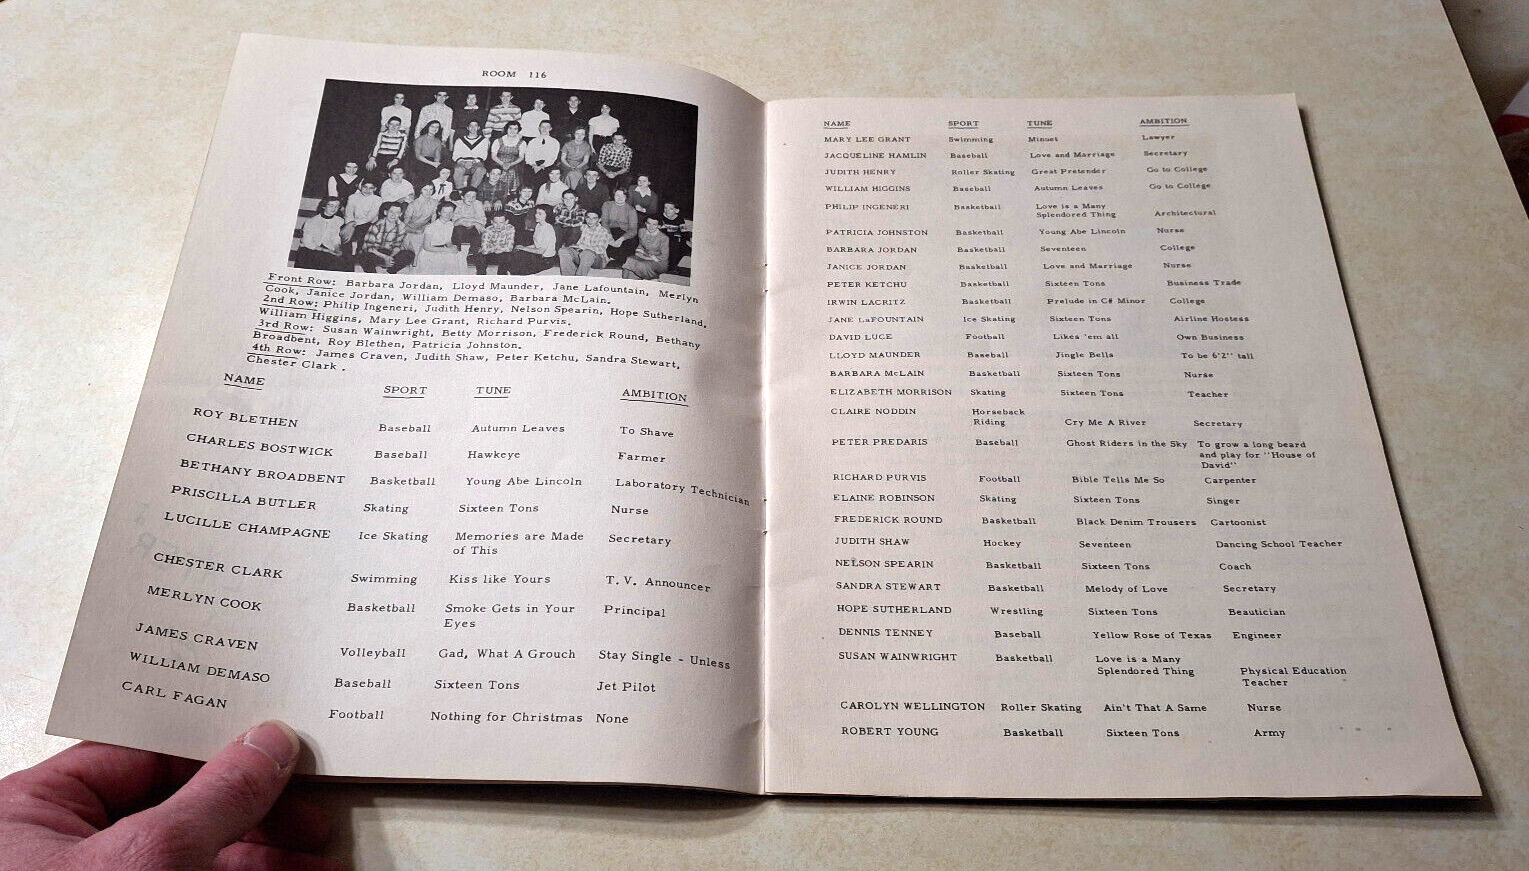 ROOM 116
Front Row: Barbara Jordan, Lloyd Maunder, Jane Lafountain, Merlyn
Cook, Janice Jordan, William Demaso, Barbara McLain.
2nd Row: Philip Ingeneri, Judith Henry, Nelson Spearin, Hope Sutherland,
William Higgins, Mary Lee Grant, Richard Purvis.
3rd Row: Susan Wainwright, Betty Morrison, Frederick Round, Bethany
Broadbent, Roy Blethen, Patricia Johnston.
4th Row: James Craven, Judith Shaw, Peter Ketchu, Sandra Stewart,
Chester Clark .
NAME SPORT TUNE AMBITION
ROY BLETHEN Baseball Autumn Leaves To Shave
CHARLES BOSTWICK Baseball Hawkeye Farmer
BETHANY BROADBENT Basketball Young Abe Lincoln Laboratory Technician
PRISCILLA BUTLER Skating Sixteen Tons Nurse
LUCILLE CHAMPAGNE Ice Skating Memories are Made Secretary
of This
CHESTER CLARK Swimming Kiss like Yours T.V. Announcer
MERLYN COOK Basketball Smoke Gets in Your Principal
Eyes
JAMES CRAVEN Volleyball Gad, What A Grouch Stay Single - Unless
WILLIAM DEMASO Baseball Sixteen Tons Jet Pilot
CARL FAGAN Football Nothing for Christmas None
NAME SPORT TUNE AMBITION
MARY LEE GRANT Swimming Minuet Lawyer
JACQUELINE HAMLIN Baseball Love and Marriage Secretary
JUDITH HENRY Roller Skating Great Pretender Go to College
WILLIAM HIGGINS Baseball Autumn Leaves Go to College
PHILIP INGENERI Basketball Love is a Many
Splendored Thing Architectural
PATRICIA JOHNSTON Basketball Young Abe Lincoln Nurse
BARBARA JORDAN Basketball Seventeen College
JANICE JORDAN Basketball Love and Marriage Nurse
PETER KETCHU Basketball Sixteen Tons Business Trade
IRWIN LACRITZ Basketball Prelude in C# Minor College
JANE LaFOUNTAIN Ice Skating Sixteen Tons Airline Hostess
DAVID LUCE Football Likes 'em all Own Business
LLOYD MAUNDER Baseball Jingle Bells To be 6'2" tall
BARBARA McLAIN Basketball Sixteen Tons Nurse
ELIZABETH MORRISON Skating Sixteen Tons Teacher
CLAIRE NODDIN Horseback
Riding Cry Me A River Secretary
PETER PREDARIS Baseball Ghost Riders in the Sky To grow a long beard
and play for "House of
David"
RICHARD PURVIS Football Bible Tells Me So Carpenter
ELAINE ROBINSON Skating Sixteen Tons Singer
FREDERICK ROUND Basketball Black Denim Trousers Cartoonist
JUDITH SHAW Hockey Seventeen Dancing School Teacher
NELSON SPEARIN Basketball Sixteen Tons Coach
SANDRA STEWART Basketball Melody of Love Secretary
HOPE SUTHERLAND Wrestling Sixteen Tons Beautician
DENNIS TENNEY Baseball Yellow Rose of Texas Engineer
SUSAN WAINWRIGHT Basketball Love is a Many
Splendored Thing Physical Education
Teacher
CAROLYN WELLINGTON Roller Skating Ain't That A Same Nurse
ROBERT YOUNG Basketball Sixteen Tons Army